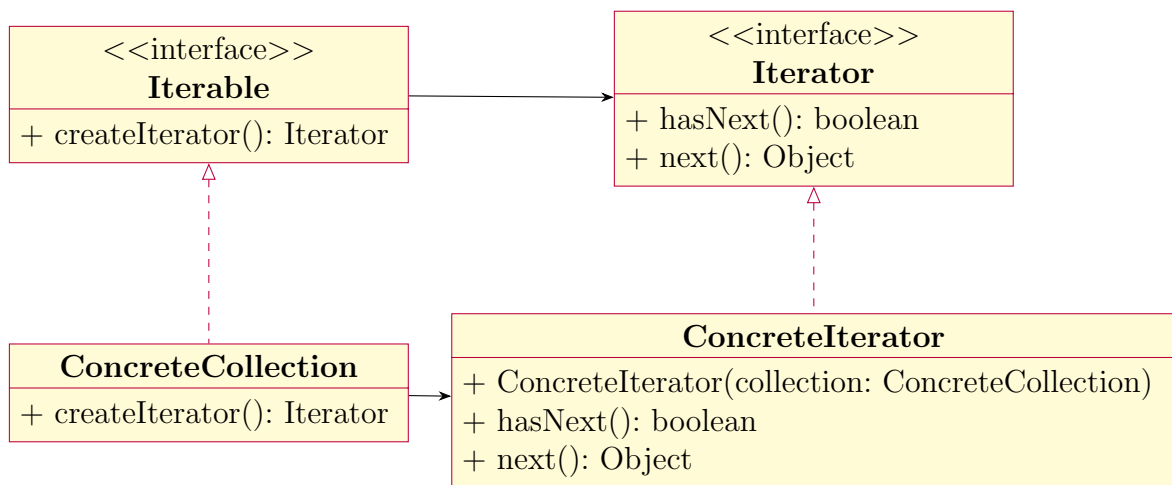 <<interface>>
Iterable
+ createIterator(): Iterator
<<interface>>
Iterator
+ hasNext(): boolean
+ next(): Object
ConcreteCollection
+ createIterator(): Iterator
ConcreteIterator
+ ConcreteIterator(collection: ConcreteCollection)
+ hasNext(): boolean
+ next(): Object